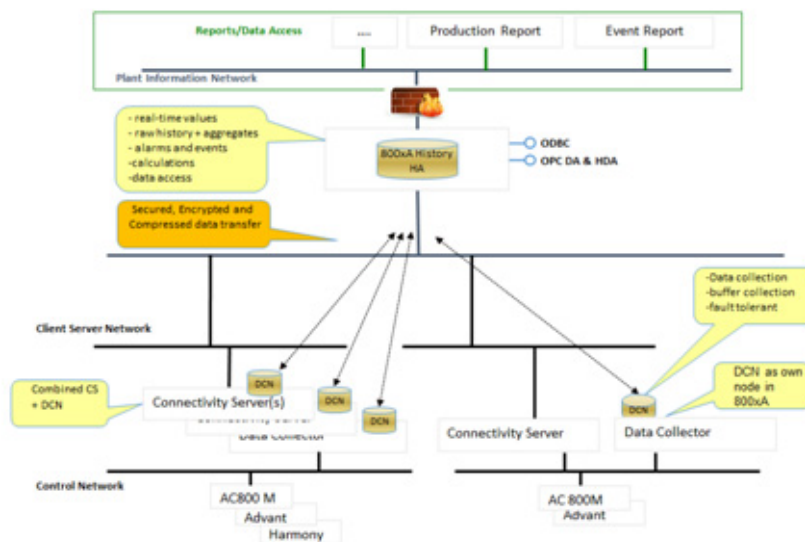 Reports/Data Access
....
Production Report
Event Report
Plant Information Network
- real-time values
- raw history + aggregates
- alarms and events
-calculations
-data access
800xA History
HA
ODBC
OPC DA & HDA
Secured, Encrypted and
Compressed data transfer
-Data collection
-buffer collection
-fault tolerant
Client Server Network
DCN
Combined CS
+ DCN
Connectivity Server(s)
DCN
Connectivity Server
DCN
Data Collector
DCN
DCN as own
node in
800xA
Connectivity Server
Data Collector
Control Network
AC800 M
Advant
Harmony
AC 800M
Advant